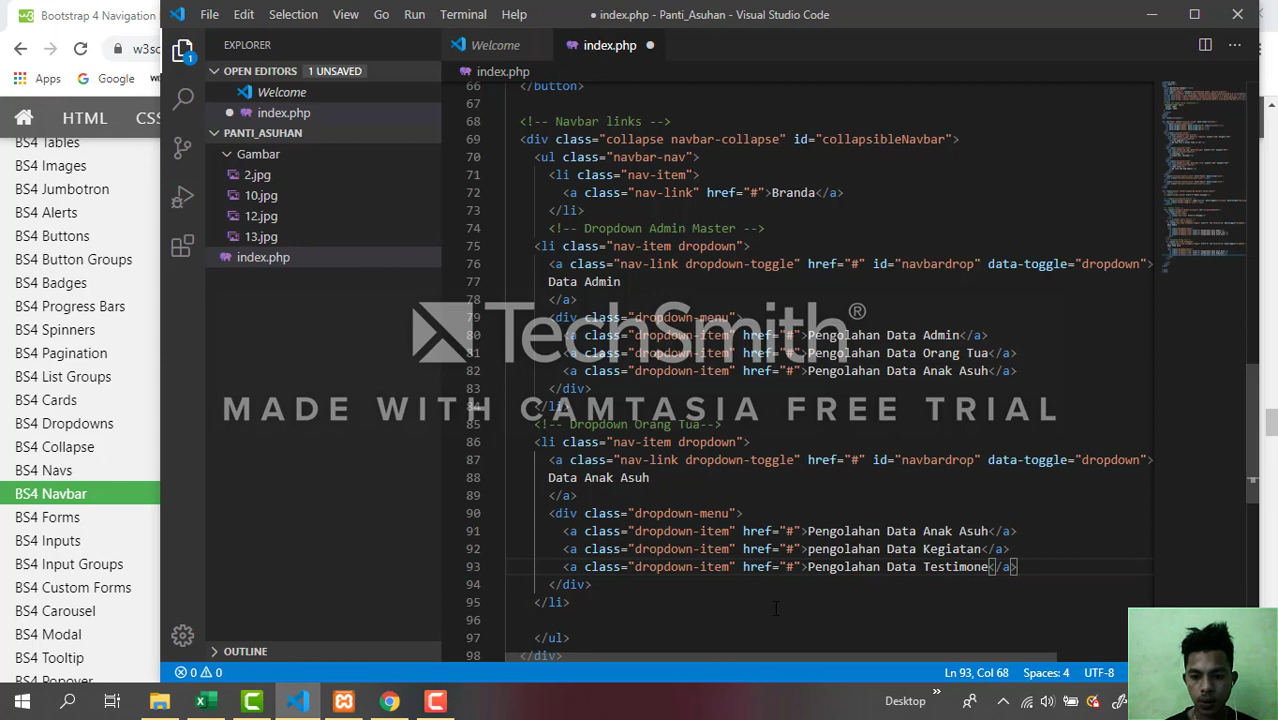 Bootstrap 4 Navigation
File Edit Selection View Go Run Terminal Help
● index.php - Panti_Asuhan - Visual Studio Code
w3sc
Apps
Google
HTML
BS4 Tables
BS4 Images
BS4 Jumbotron
BS4 Alerts
BS4 Buttons
BS4 Button Groups
BS4 Badges
BS4 Progress Bars
BS4 Spinners
BS4 Pagination
BS4 List Groups
BS4 Cards
BS4 Dropdowns
BS4 Collapse
BS4 Navs
BS4 Navbar
BS4 Forms
BS4 Inputs
BS4 Input Groups
BS4 Custom Forms
BS4 Carousel
BS4 Modal
BS4 Tooltip
BS4 Popover
1
EXPLORER
OPEN EDITORS 1 UNSAVED
Welcome
index.php
PANTI_ASUHAN
Gambar
2.jpg
10.jpg
12.jpg
13.jpg
index.php
OUTLINE
Welcome
index.php
index.php
66 </button>
67
68 <!-- Navbar links -->
69 <div class="collapse navbar-collapse" id="collapsibleNavbar">
70 <ul class="navbar-nav">
71 <li class="nav-item">
72 <a class="nav-link" href="#">Branda</a>
73 </li>
74 <!-- Dropdown Admin Master -->
75 <li class="nav-item dropdown">
76 <a class="nav-link dropdown-toggle" href="#" id="navbardrop" data-toggle="dropdown">
77 Data Admin
78 </a>
79 <div class="dropdown-menu">
80 <a class="dropdown-item" href="#">Pengolahan Data Admin</a>
81 <a class="dropdown-item" href="#">Pengolahan Data Orang Tua</a>
82 <a class="dropdown-item" href="#">Pengolahan Data Anak Asuh</a>
83 </div>
84 </li>
85 <!-- Dropdown Orang Tua-->
86 <li class="nav-item dropdown">
87 <a class="nav-link dropdown-toggle" href="#" id="navbardrop" data-toggle="dropdown">
88 Data Anak Asuh
89 </a>
90 <div class="dropdown-menu">
91 <a class="dropdown-item" href="#">Pengolahan Data Anak Asuh</a>
92 <a class="dropdown-item" href="#">pengolahan Data Kegiatan</a>
93 <a class="dropdown-item" href="#">Pengolahan Data Testimone</a>
94 </div>
95 </li>
96
97 </ul>
98 </div>
TechSmith®
MADE WITH CAMTASIA FREE TRIAL
0 0
Ln 93, Col 68
Spaces: 4
UTF-8
Desktop